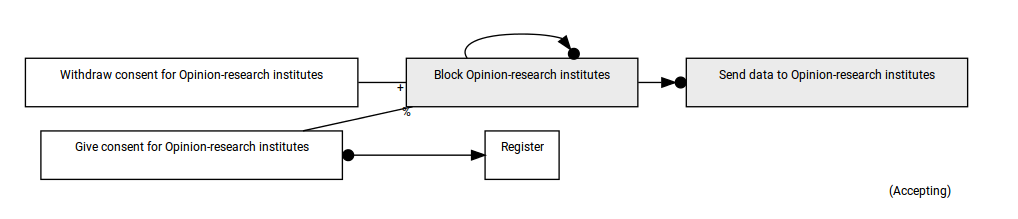 Withdraw consent for Opinion-research institutes
Block Opinion-research institutes
Send data to Opinion-research institutes
+
%
Give consent for Opinion-research institutes
Register
(Accepting)